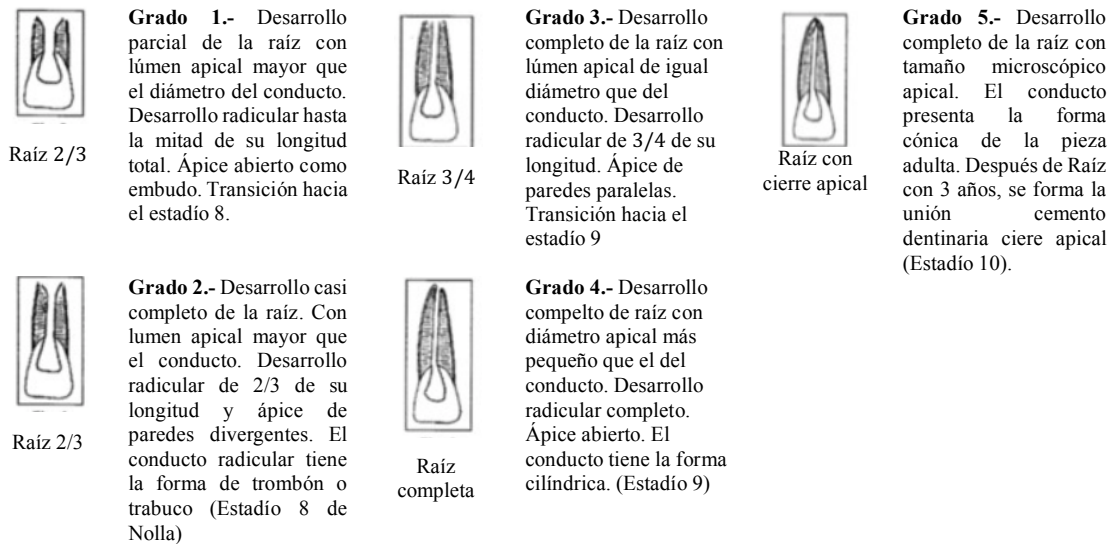 Raíz 2/3
Grado 1.- Desarrollo
parcial de la raíz con
lúmen apical mayor que
el diámetro del conducto.
Desarrollo radicular hasta
la mitad de su longitud
total. Ápice abierto como
embudo. Transición hacia
el estadío 8.
Raíz 2/3
Grado 2.- Desarrollo casi
completo de la raíz. Con
lumen apical mayor que
el conducto. Desarrollo
radicular de 2/3 de su
longitud y ápice de
paredes divergentes. El
conducto radicular tiene
la forma de trombón o
trabuco (Estadío 8 de
Nolla)
Raíz 3/4
Grado 3.- Desarrollo
completo de la raíz con
lúmen apical de igual
diámetro que del
conducto. Desarrollo
radicular de 3/4 de su
longitud. Ápice de
paredes paralelas.
Transición hacia el
estadío 9
Raíz
completa
Grado 4.- Desarrollo
compelto de raíz con
diámetro apical más
pequeño que el del
conducto. Desarrollo
radicular completo.
Ápice abierto. El
conducto tiene la forma
cilíndrica. (Estadío 9)
Raíz con
cierre apical
Grado 5.- Desarrollo
completo de la raíz con
tamaño microscópico
apical. El conducto
presenta la forma
cónica de la pieza
adulta. Después de Raíz
con 3 años, se forma la
unión cemento
dentinaria ciere apical
(Estadío 10).